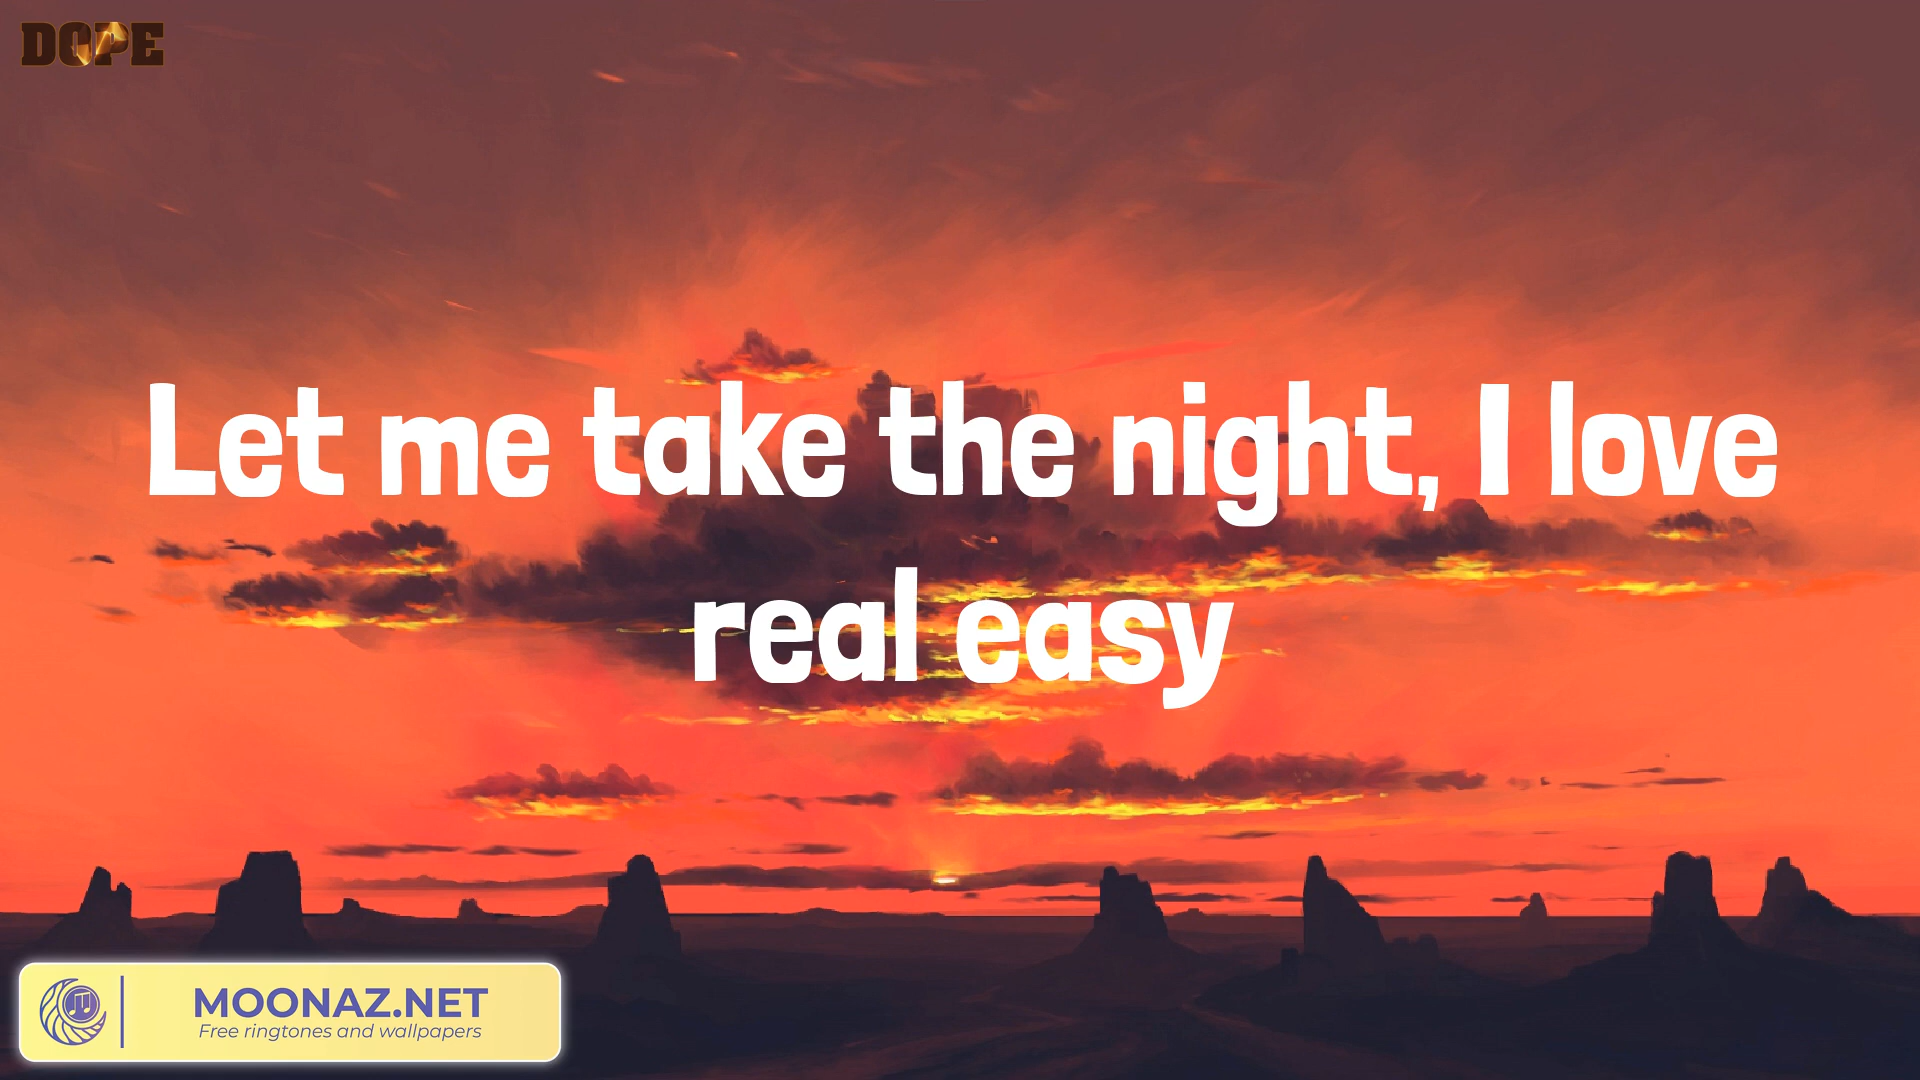 DOPE
Let me take the night, I love
real easy
MOONAZ.NET
Free ringtones and wallpapers